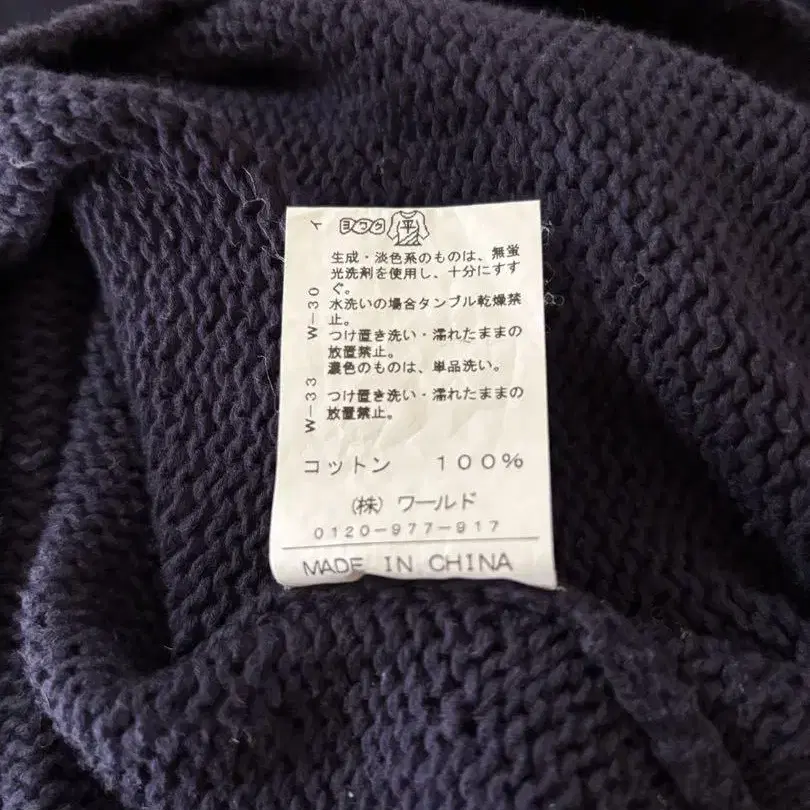 イ ヨワク 平
生成・淡色系のものは、無蛍
光洗剤を使用し、十分にすす
ぐ。
W-30 水洗いの場合タンブル乾燥禁
止。
つけ置き洗い・濡れたままの
放置禁止。
濃色のものは、単品洗い。
W-33 つけ置き洗い・濡れたままの
放置禁止。
コットン 100%
(株) ワールド
0120-977-917
MADE IN CHINA